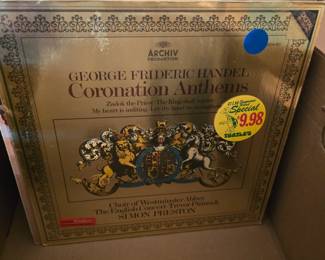 ARCHIV
PRODUKTION
GEORGE FRIDERIC HANDEL
Coronation Anthems
Zadok the Priest · The King shall rejoice
My heart is inditing · Let thy hand be strengthened
Special
$9.98
Choir of Westminster Abbey
The English Concert · Trevor Pinnock
SIMON PRESTON